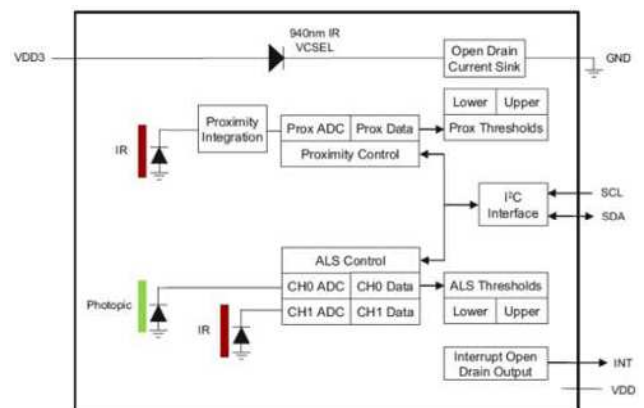 940nm IR
VCSEL
VDD3
Open Drain
Current Sink
GND
Proximity
Integration
Prox ADC
Prox Data
Lower
Upper
Prox Thresholds
IR
Proximity Control
I²C
Interface
SCL
SDA
ALS Control
CH0 ADC
CH0 Data
ALS Thresholds
Photopic
IR
CH1 ADC
CH1 Data
Lower
Upper
Interrupt Open
Drain Output
INT
VDD